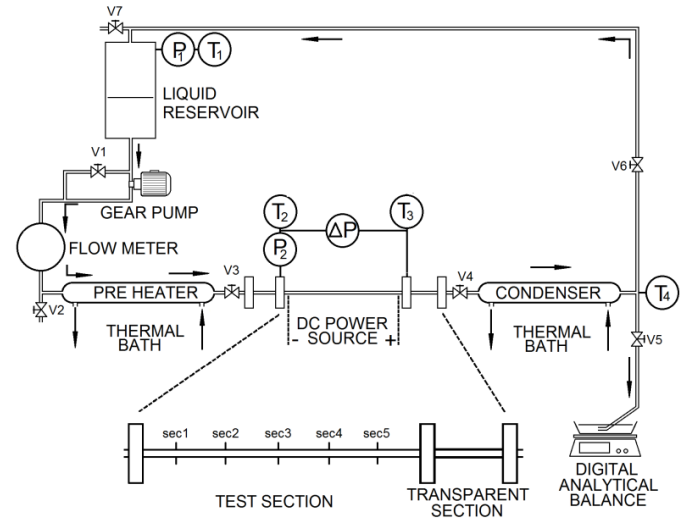 V7
P1
T1
LIQUID
RESERVOIR
V1
V6
GEAR PUMP
T2
ΔP
T3
P2
FLOW METER
V3
V4
PRE HEATER
CONDENSER
T4
V2
THERMAL
BATH
DC POWER
- SOURCE +
THERMAL
BATH
V5
sec1 sec2 sec3 sec4 sec5
TEST SECTION
TRANSPARENT
SECTION
DIGITAL
ANALYTICAL
BALANCE